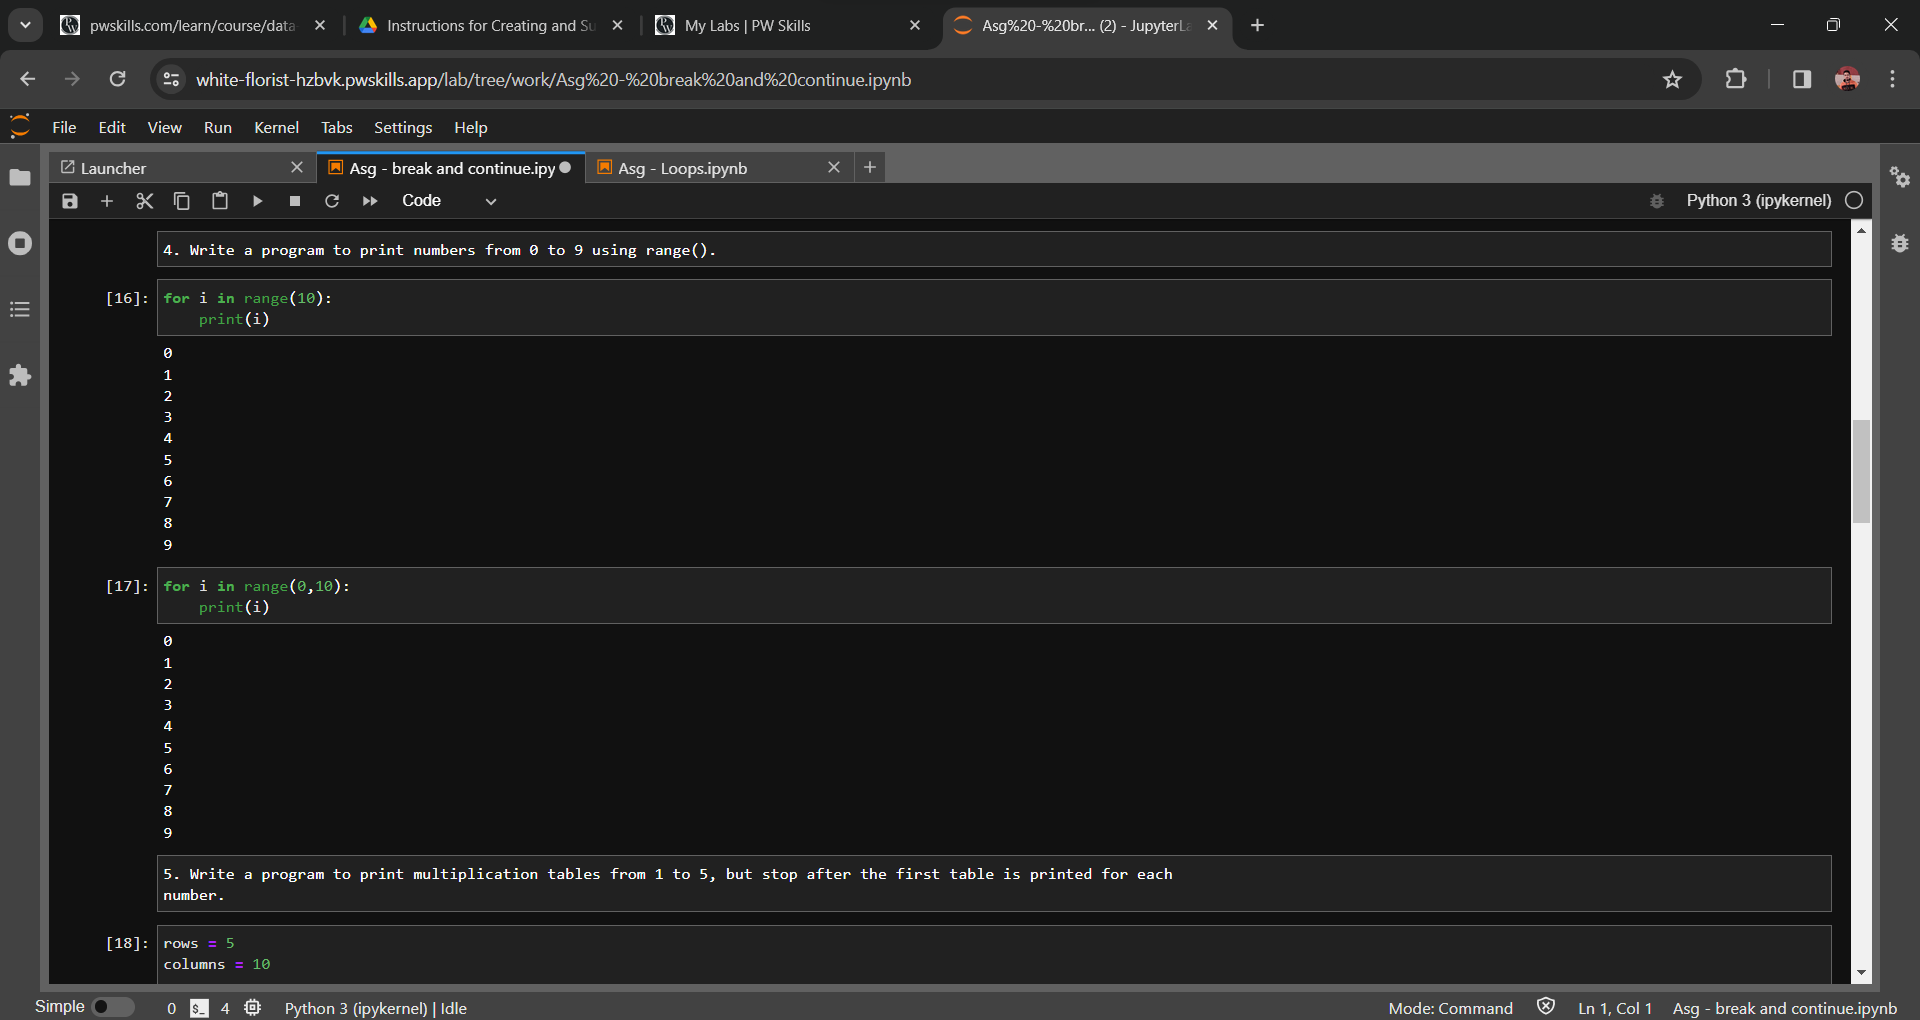 pwskills.com/learn/course/data-
Instructions for Creating and Su
My Labs | PW Skills
Asg%20-%20br... (2) - JupyterLa
white-florist-hzbvk.pwskills.app/lab/tree/work/Asg%20-%20break%20and%20continue.ipynb
File Edit View Run Kernel Tabs Settings Help
Launcher
Asg - break and continue.ipy
Asg - Loops.ipynb
Code
Python 3 (ipykernel)
4. Write a program to print numbers from 0 to 9 using range().
[16]: for i in range(10):
print(i)
0
1
2
3
4
5
6
7
8
9
[17]: for i in range(0,10):
print(i)
0
1
2
3
4
5
6
7
8
9
5. Write a program to print multiplication tables from 1 to 5, but stop after the first table is printed for each
number.
[18]: rows = 5
columns = 10
Simple 0 $_ 4 Python 3 (ipykernel) | Idle Mode: Command Ln 1, Col 1 Asg - break and continue.ipynb